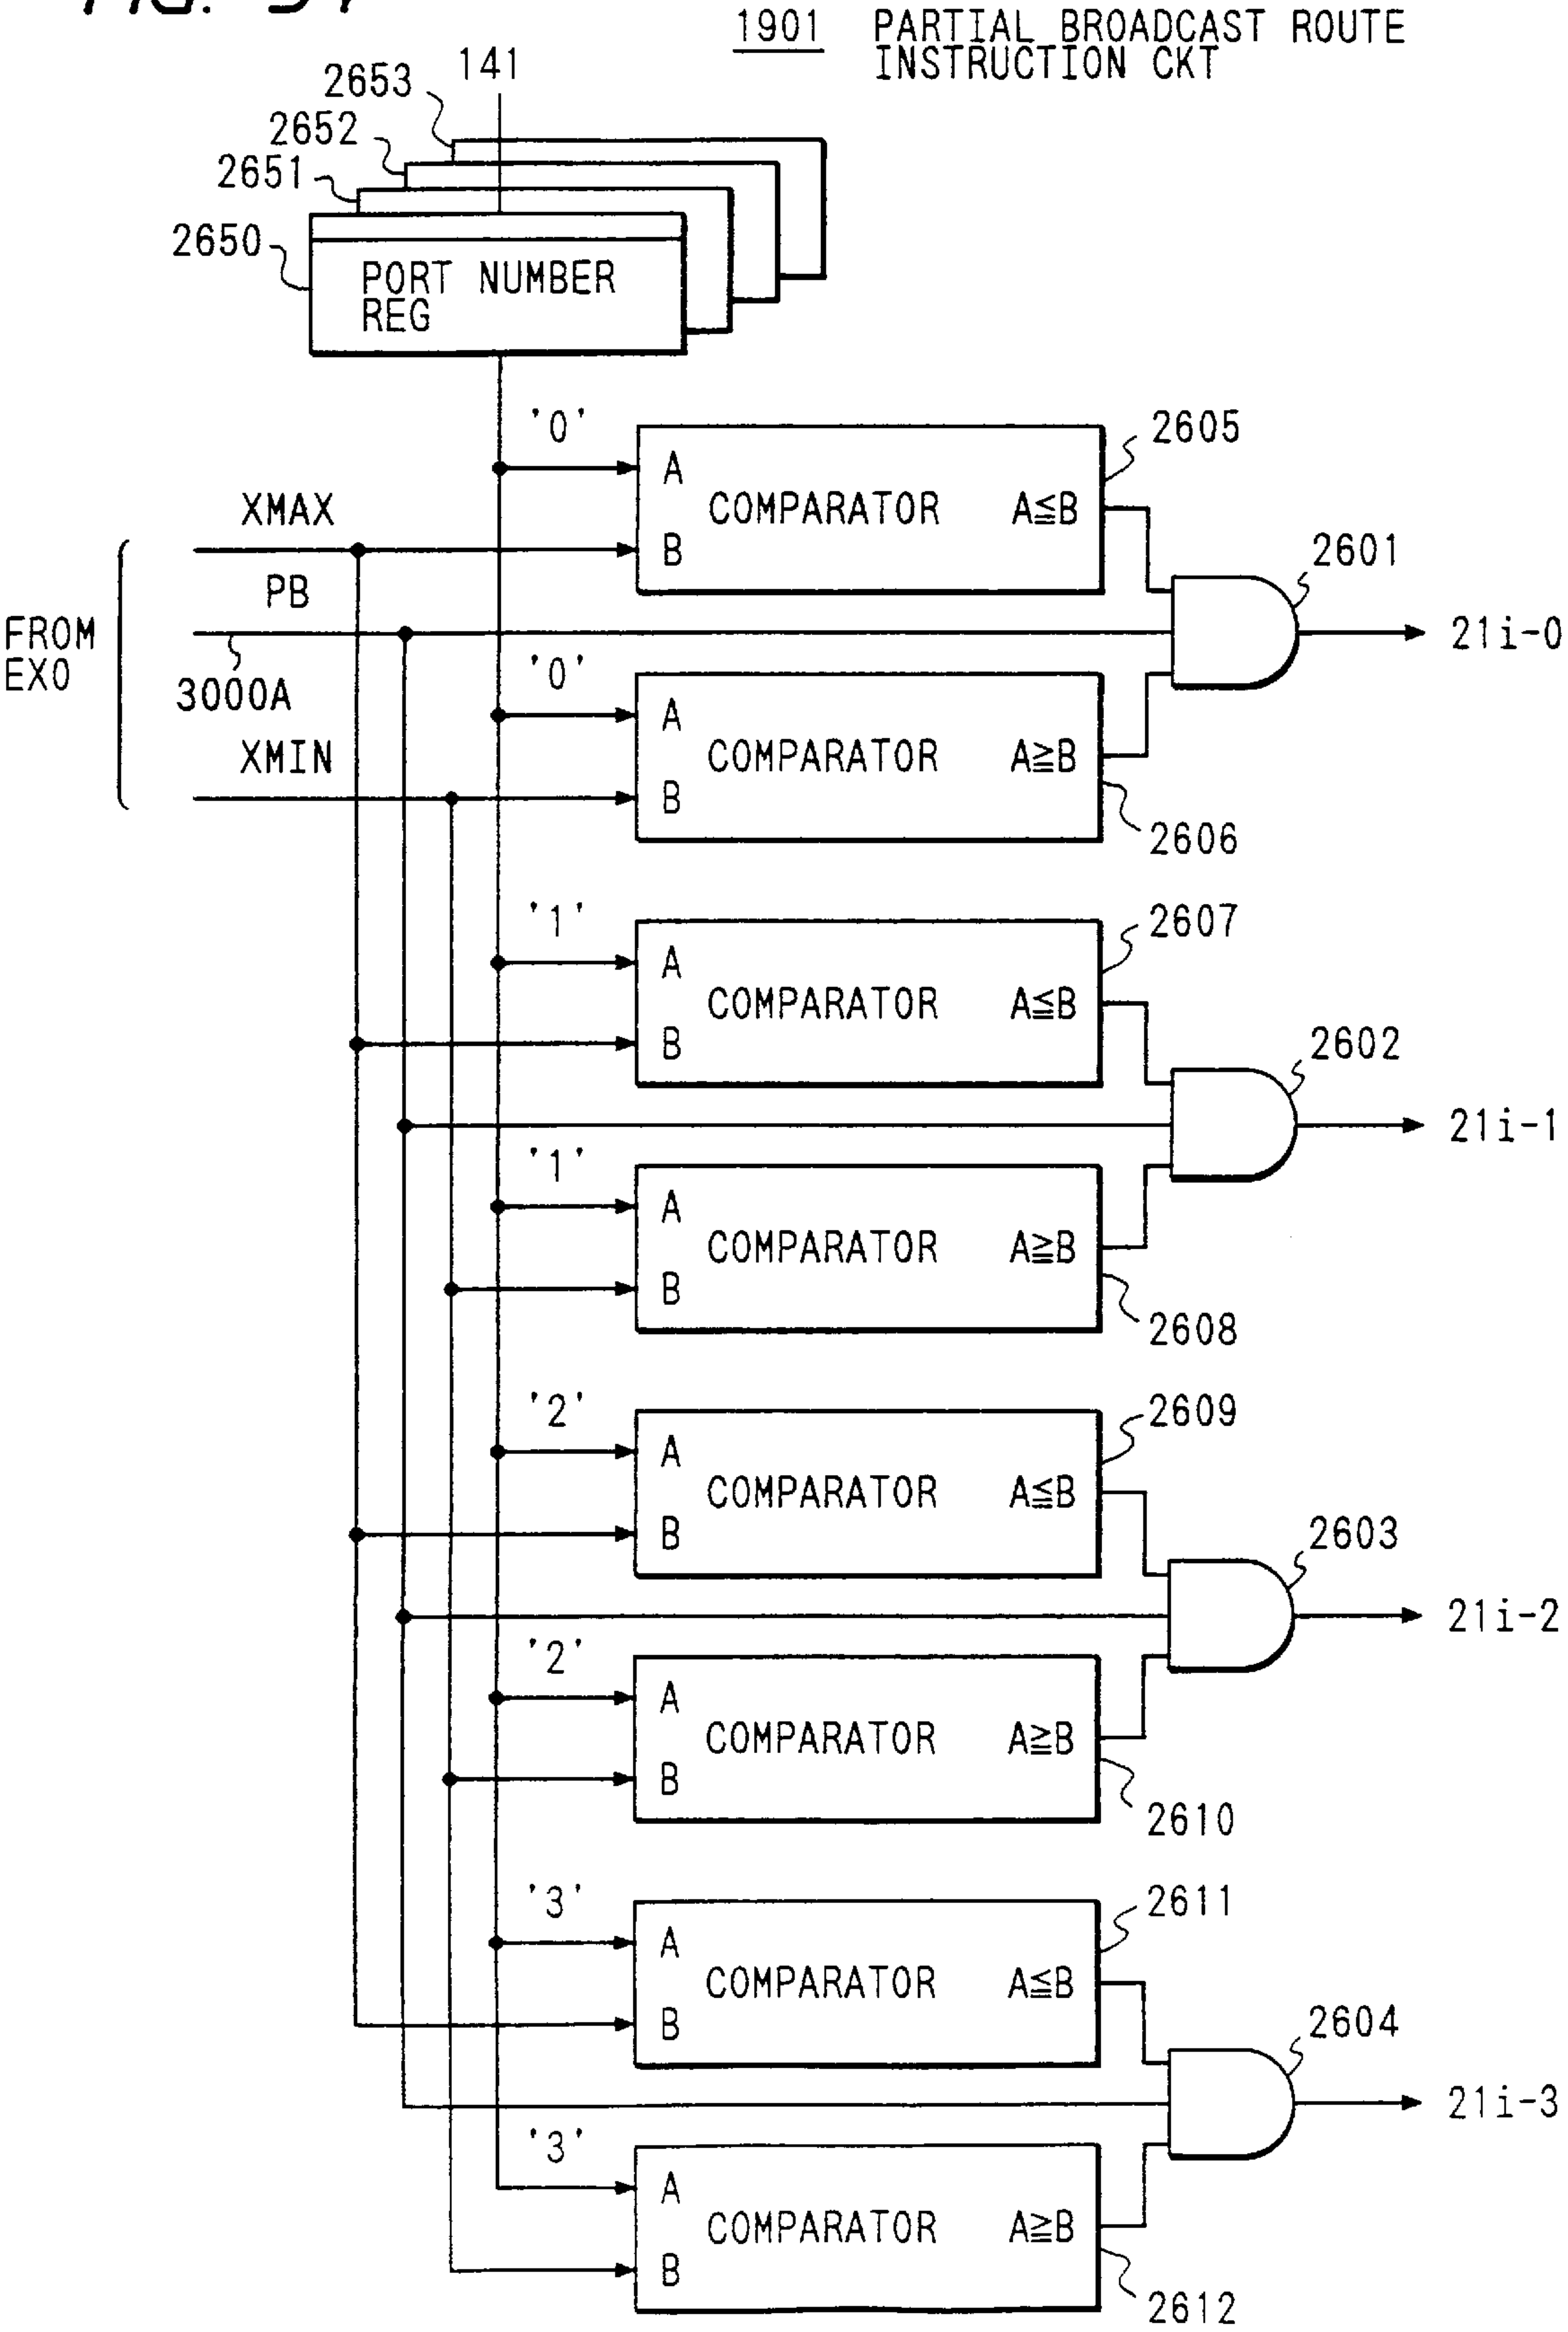 FIG.
1901 PARTIAL BROADCAST ROUTE
INSTRUCTION CKT
141
2653
2652
2651
2650
PORT NUMBER
REG
'0'
2605
A
COMPARATOR A≦B
B
XMAX
PB
FROM
EX0
3000A
XMIN
2601
21i-0
'0'
A
COMPARATOR A≧B
B
2606
'1'
2607
A
COMPARATOR A≦B
B
2602
21i-1
'1'
A
COMPARATOR A≧B
B
2608
'2'
2609
A
COMPARATOR A≦B
B
2603
21i-2
'2'
A
COMPARATOR A≧B
B
2610
'3'
2611
A
COMPARATOR A≦B
B
2604
21i-3
'3'
A
COMPARATOR A≧B
B
2612